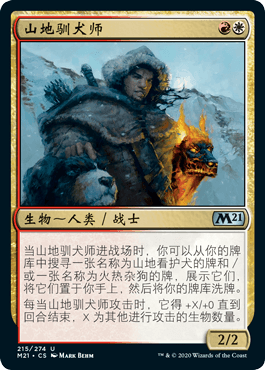 山地驯犬师
生物～人类／战士
M21
当山地驯犬师进战场时，你可以从你的牌
库中搜寻一张名称为山地看护犬的牌和／
或一张名称为火热杂狗的牌，展示它们，
将它们置于你手上，然后将你的牌库洗牌。
每当山地驯犬师攻击时，它得 +X/+0 直到
回合结束，X 为其他进行攻击的生物数量。
2/2
215/274 U
M21 • CS MARK BEHM
™ & © 2020 Wizards of the Coast